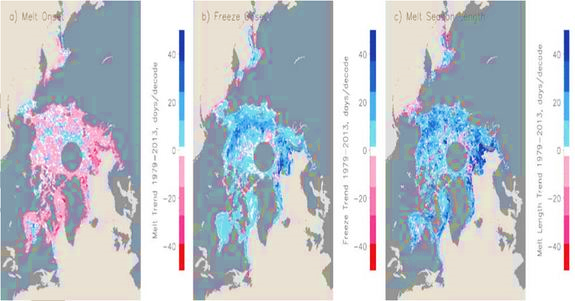 a) Melt Onset
b) Freeze Onset
c) Melt Season Length
40
20
0
−20
−40
Melt Trend 1979−2013, days/decade
40
20
0
−20
−40
Freeze Trend 1979−2013, days/decade
40
20
0
−20
−40
Melt Length Trend 1979−2013, days/decade